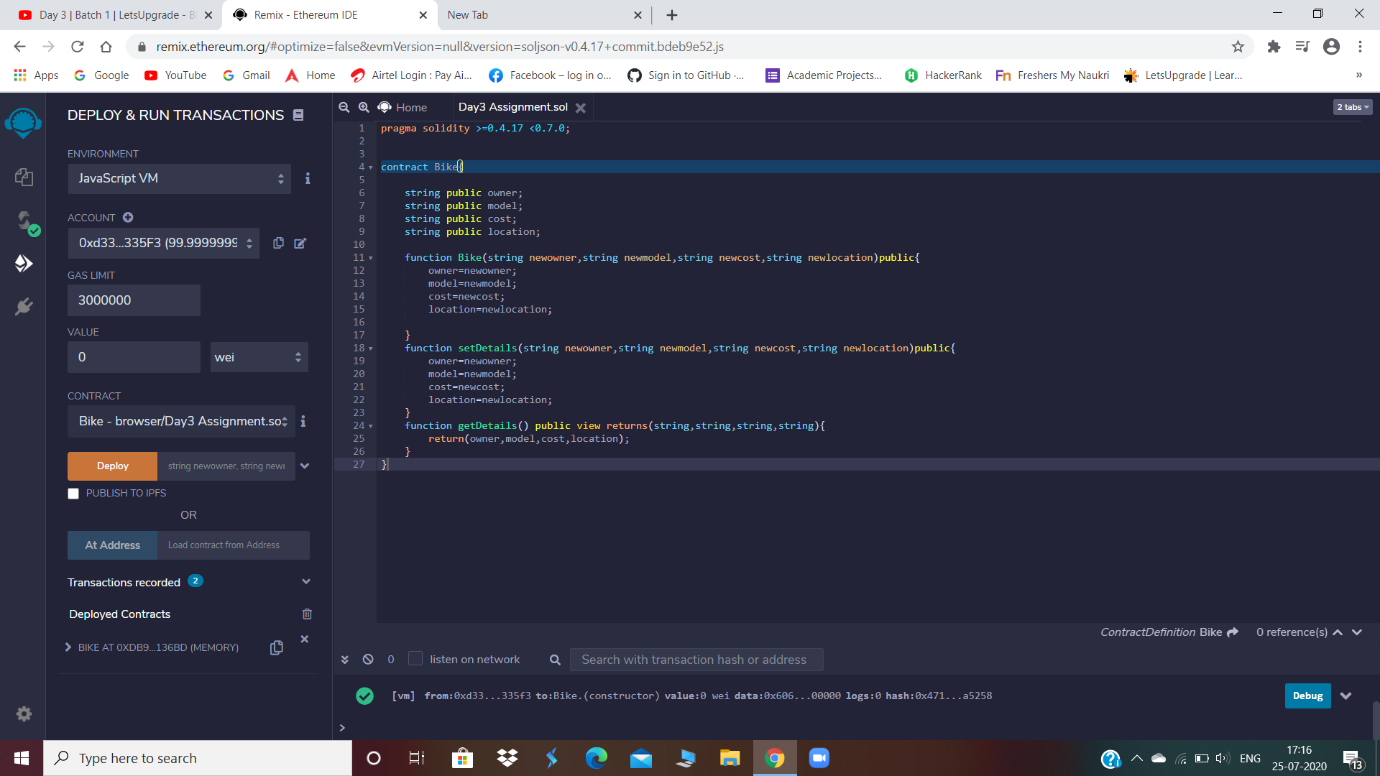 Day 3 | Batch 1 | LetsUpgrade - B
Remix - Ethereum IDE
New Tab
remix.ethereum.org/#optimize=false&evmVersion=null&version=soljson-v0.4.17+commit.bdeb9e52.js
Apps
Google
YouTube
Gmail
Home
Airtel Login : Pay Ai...
Facebook – log in o...
Sign in to GitHub ·...
Academic Projects...
HackerRank
Freshers My Naukri
LetsUpgrade | Lear...
»
DEPLOY & RUN TRANSACTIONS
ENVIRONMENT
JavaScript VM
ACCOUNT
0xd33...335F3 (99.9999999
GAS LIMIT
3000000
VALUE
0
wei
CONTRACT
Bike - browser/Day3 Assignment.so
Deploy
string newowner, string new
PUBLISH TO IPFS
OR
At Address
Load contract from Address
Transactions recorded 2
Deployed Contracts
BIKE AT 0XDB9...136BD (MEMORY)
Home
Day3 Assignment.sol
2 tabs
1 pragma solidity >=0.4.17 <0.7.0;
2
3
4 contract Bike{
5
6 string public owner;
7 string public model;
8 string public cost;
9 string public location;
10
11 function Bike(string newowner,string newmodel,string newcost,string newlocation)public{
12 owner=newowner;
13 model=newmodel;
14 cost=newcost;
15 location=newlocation;
16
17 }
18 function setDetails(string newowner,string newmodel,string newcost,string newlocation)public{
19 owner=newowner;
20 model=newmodel;
21 cost=newcost;
22 location=newlocation;
23 }
24 function getDetails() public view returns(string,string,string,string){
25 return(owner,model,cost,location);
26 }
27 }
ContractDefinition Bike
0 reference(s)
0
listen on network
Search with transaction hash or address
[vm] from:0xd33...335f3 to:Bike.(constructor) value:0 wei data:0x606...00000 logs:0 hash:0x471...a5258
Debug
>
Type here to search
ENG
17:16
25-07-2020
13